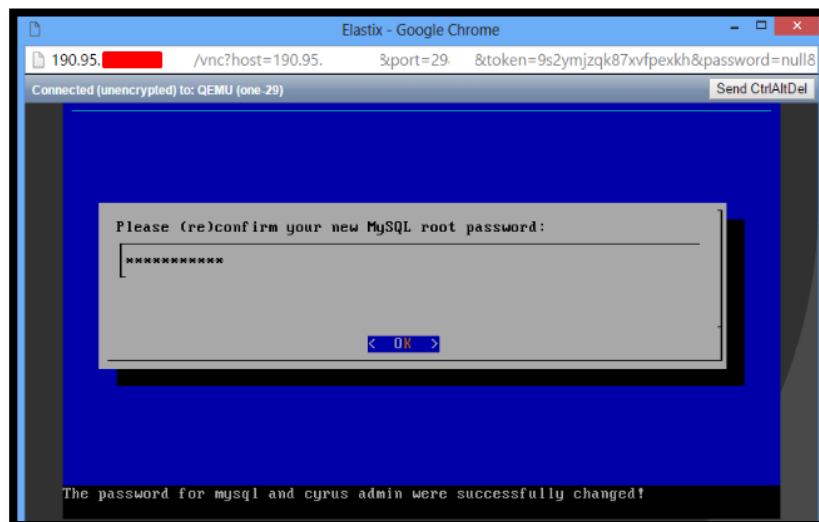 Elastix - Google Chrome
190.95. /vnc?host=190.95. &port=29 &token=9s2ymjzqk87xvfpexkh&password=null&
Connected (unencrypted) to: QEMU (one-29)
Send CtrlAltDel
Please (re)confirm your new MySQL root password:
***********
< OK >
The password for mysql and cyrus admin were successfully changed!